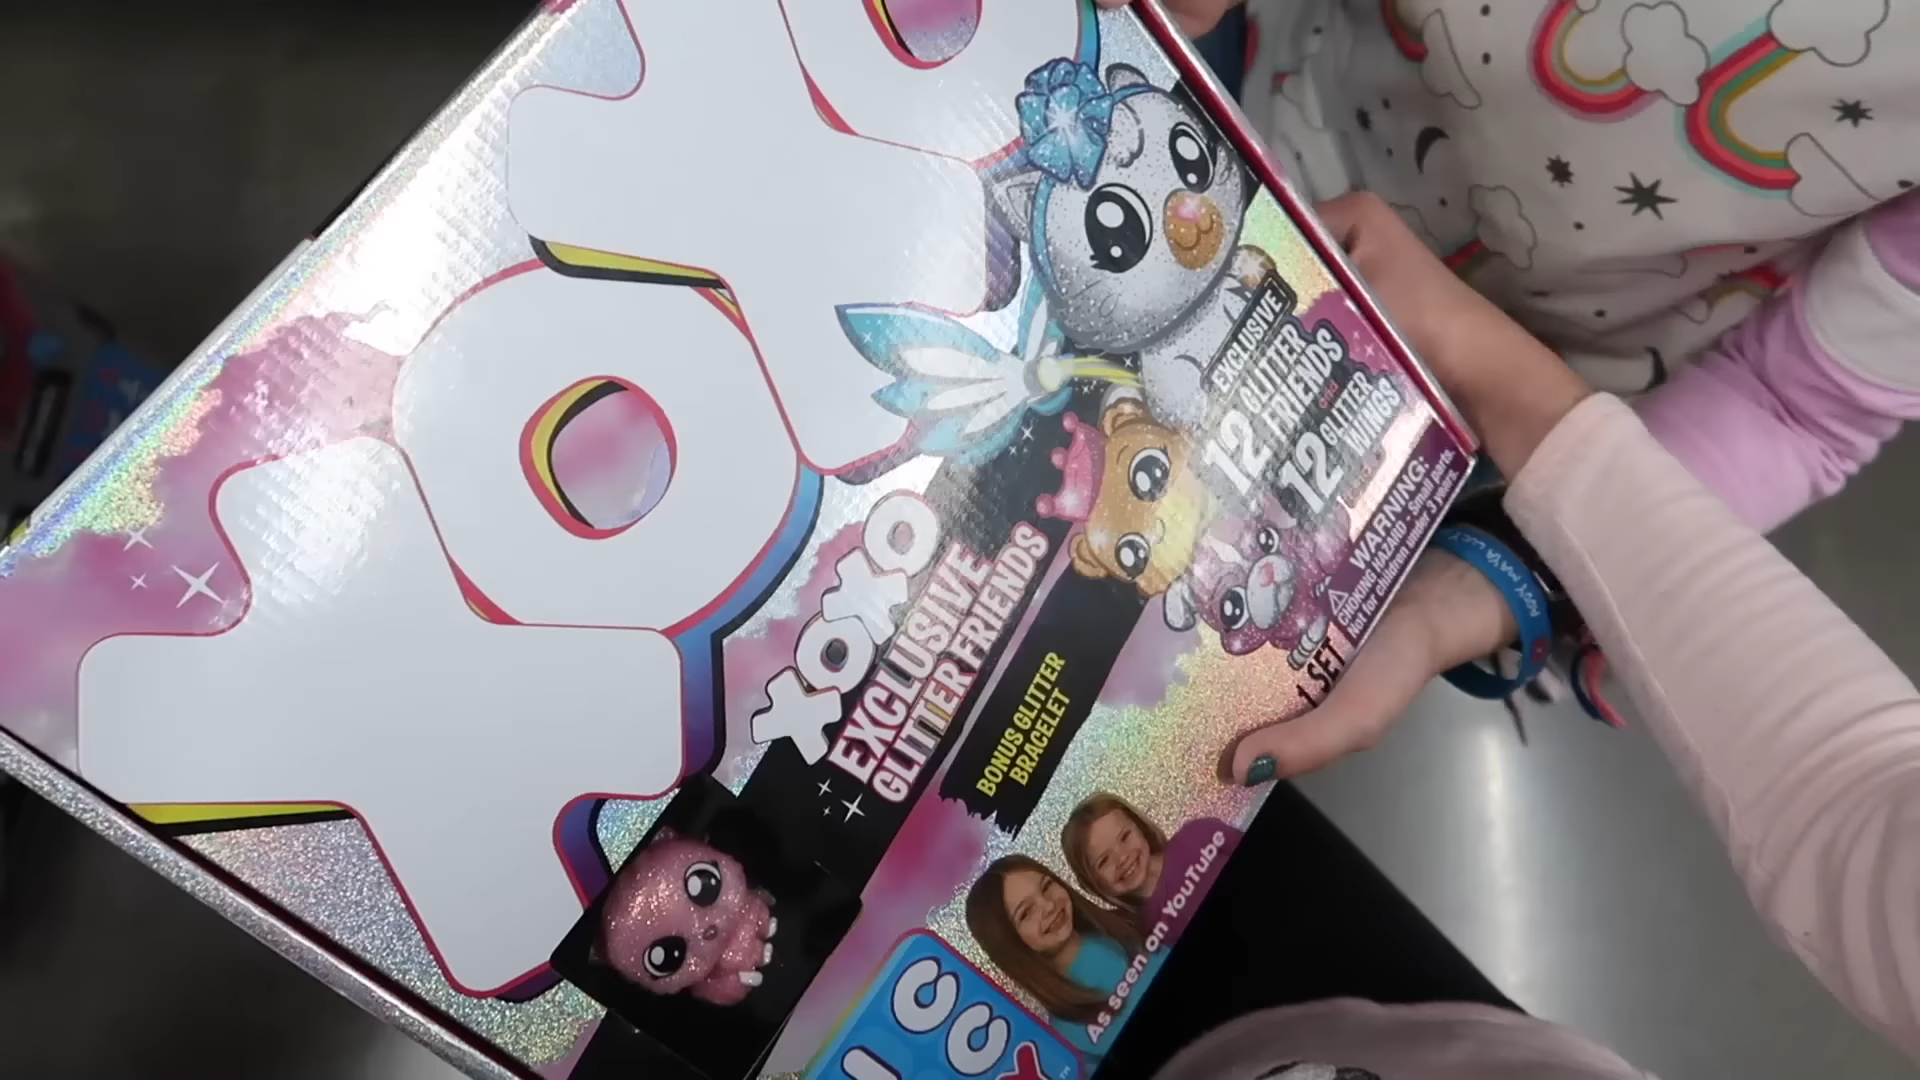 XOXO
XOXO
EXCLUSIVE
GLITTER FRIENDS
BONUS GLITTER
BRACELET
EXCLUSIVE
12 GLITTER
FRIENDS
and
12 GLITTER
WINGS
1 SET
WARNING:
CHOKING HAZARD - Small parts.
Not for children under 3 years.
As seen on YouTube